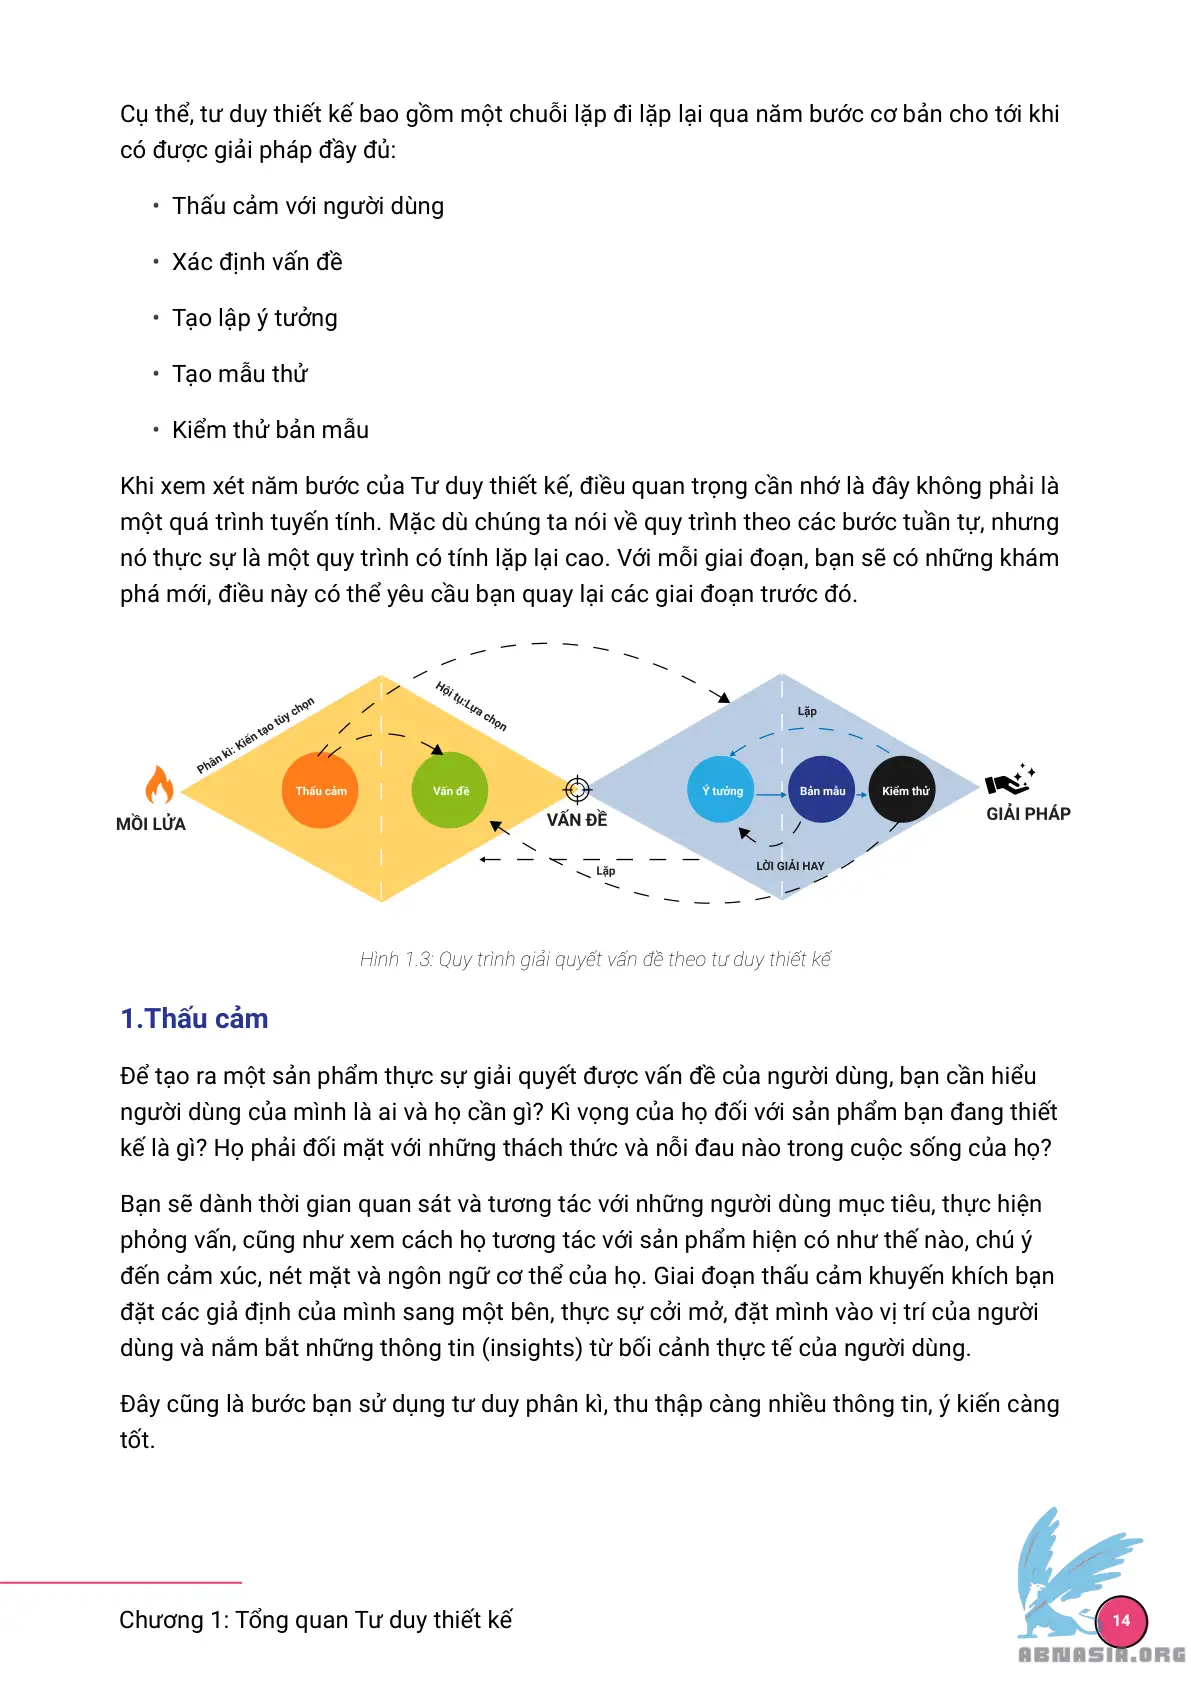 Cụ thể, tư duy thiết kế bao gồm một chuỗi lặp đi lặp lại qua năm bước cơ bản cho tới khi
có được giải pháp đầy đủ:
• Thấu cảm với người dùng
• Xác định vấn đề
• Tạo lập ý tưởng
• Tạo mẫu thử
• Kiểm thử bản mẫu
Khi xem xét năm bước của Tư duy thiết kế, điều quan trọng cần nhớ là đây không phải là
một quá trình tuyến tính. Mặc dù chúng ta nói về quy trình theo các bước tuần tự, nhưng
nó thực sự là một quy trình có tính lặp lại cao. Với mỗi giai đoạn, bạn sẽ có những khám
phá mới, điều này có thể yêu cầu bạn quay lại các giai đoạn trước đó.
Phân kì: Kiến tạo tùy chọn
Hội tụ:Lựa chọn
Lặp
Thấu cảm
Vấn đề
Ý tưởng
Bản mẫu
Kiểm thử
MỒI LỬA
VẤN ĐỀ
GIẢI PHÁP
LỜI GIẢI HAY
Lặp
Hình 1.3: Quy trình giải quyết vấn đề theo tư duy thiết kế
1.Thấu cảm
Để tạo ra một sản phẩm thực sự giải quyết được vấn đề của người dùng, bạn cần hiểu
người dùng của mình là ai và họ cần gì? Kì vọng của họ đối với sản phẩm bạn đang thiết
kế là gì? Họ phải đối mặt với những thách thức và nỗi đau nào trong cuộc sống của họ?
Bạn sẽ dành thời gian quan sát và tương tác với những người dùng mục tiêu, thực hiện
phỏng vấn, cũng như xem cách họ tương tác với sản phẩm hiện có như thế nào, chú ý
đến cảm xúc, nét mặt và ngôn ngữ cơ thể của họ. Giai đoạn thấu cảm khuyến khích bạn
đặt các giả định của mình sang một bên, thực sự cởi mở, đặt mình vào vị trí của người
dùng và nắm bắt những thông tin (insights) từ bối cảnh thực tế của người dùng.
Đây cũng là bước bạn sử dụng tư duy phân kì, thu thập càng nhiều thông tin, ý kiến càng
tốt.
Chương 1: Tổng quan Tư duy thiết kế
14
ABNASIA.ORG